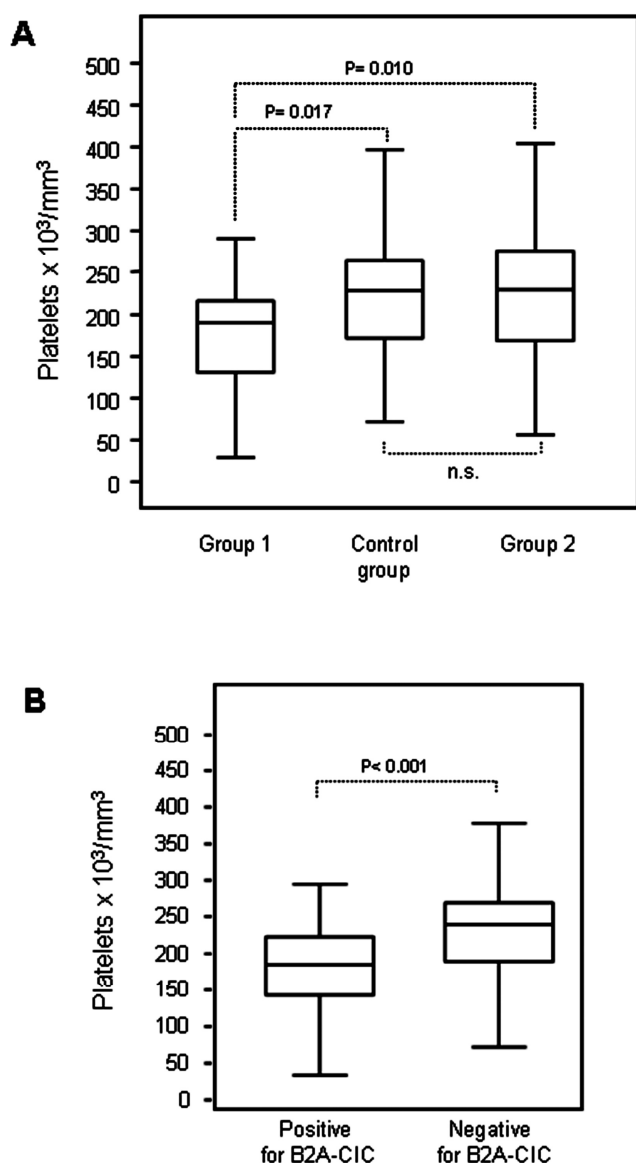 A
P= 0.010
P= 0.017
500
450
400
350
300
250
200
150
100
50
0
Platelets x 10³/mm³
n.s.
Group 1
Control
group
Group 2
B
P< 0.001
500
450
400
350
300
250
200
150
100
50
0
Platelets x 10³/mm³
Positive
for B2A-CIC
Negative
for B2A-CIC